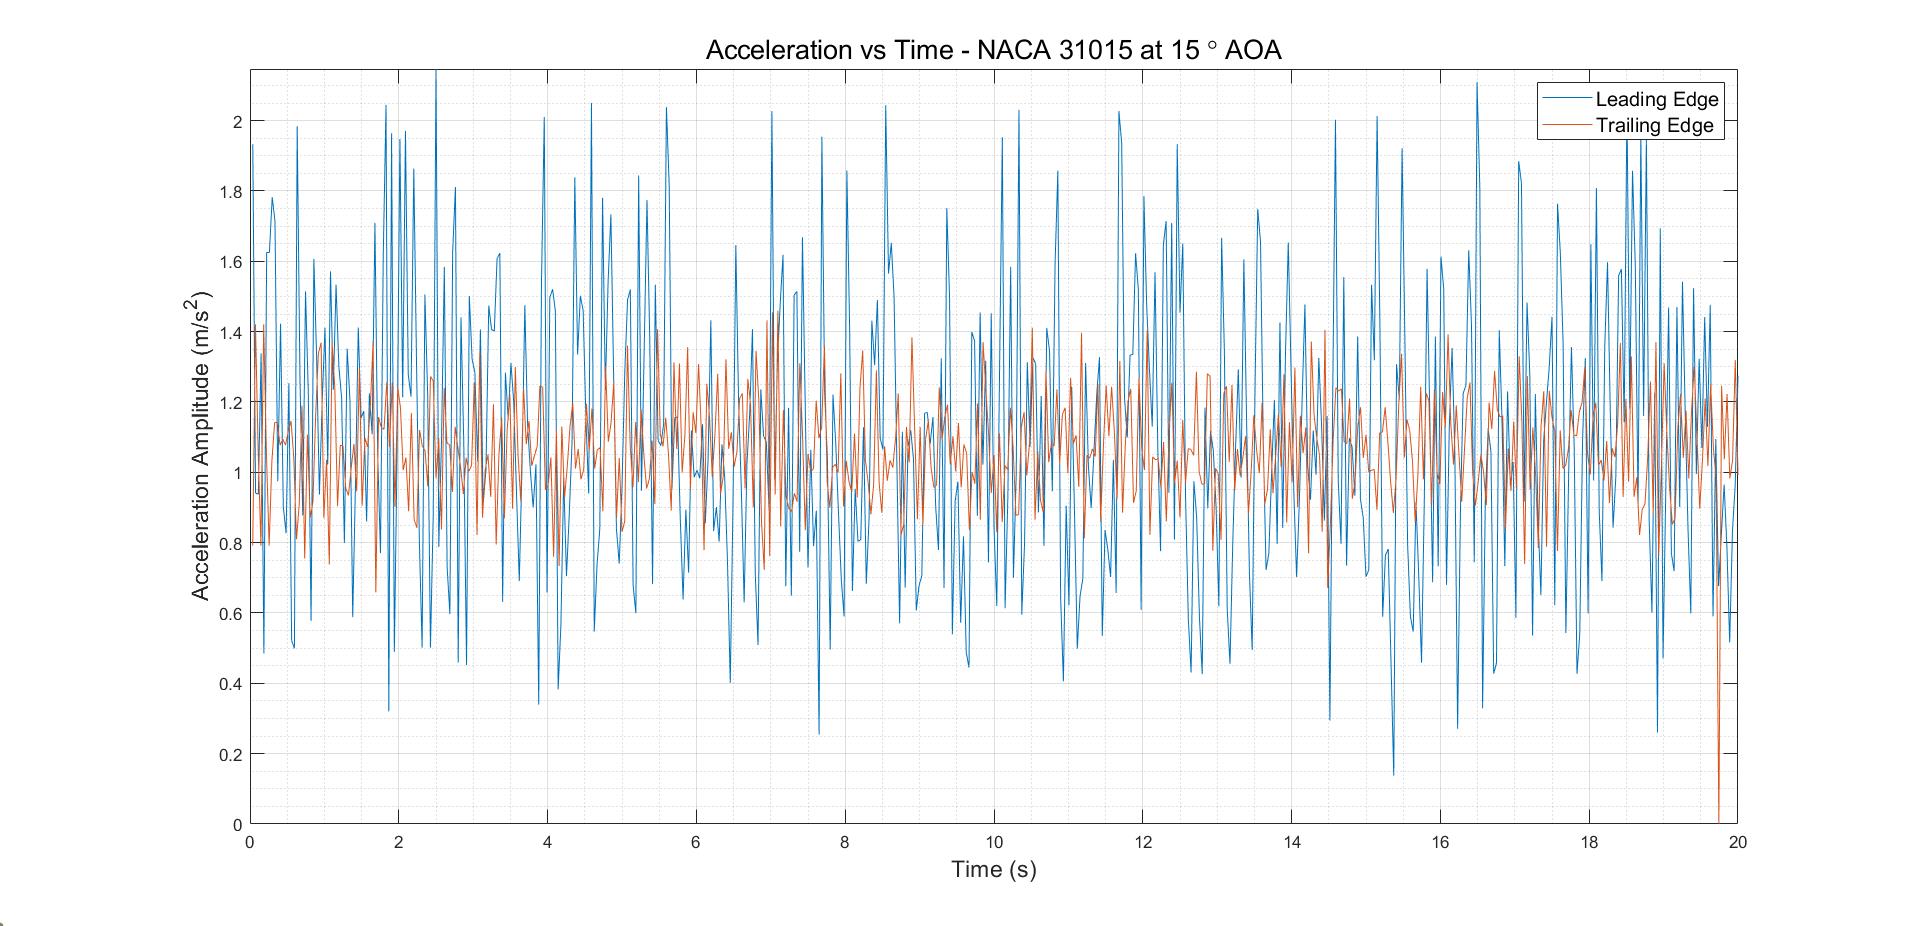 Acceleration vs Time - NACA 31015 at 15 ° AOA
Leading Edge
Trailing Edge
Acceleration Amplitude (m/s²)
2
1.8
1.6
1.4
1.2
1
0.8
0.6
0.4
0.2
0
0 2 4 6 8 10 12 14 16 18 20
Time (s)